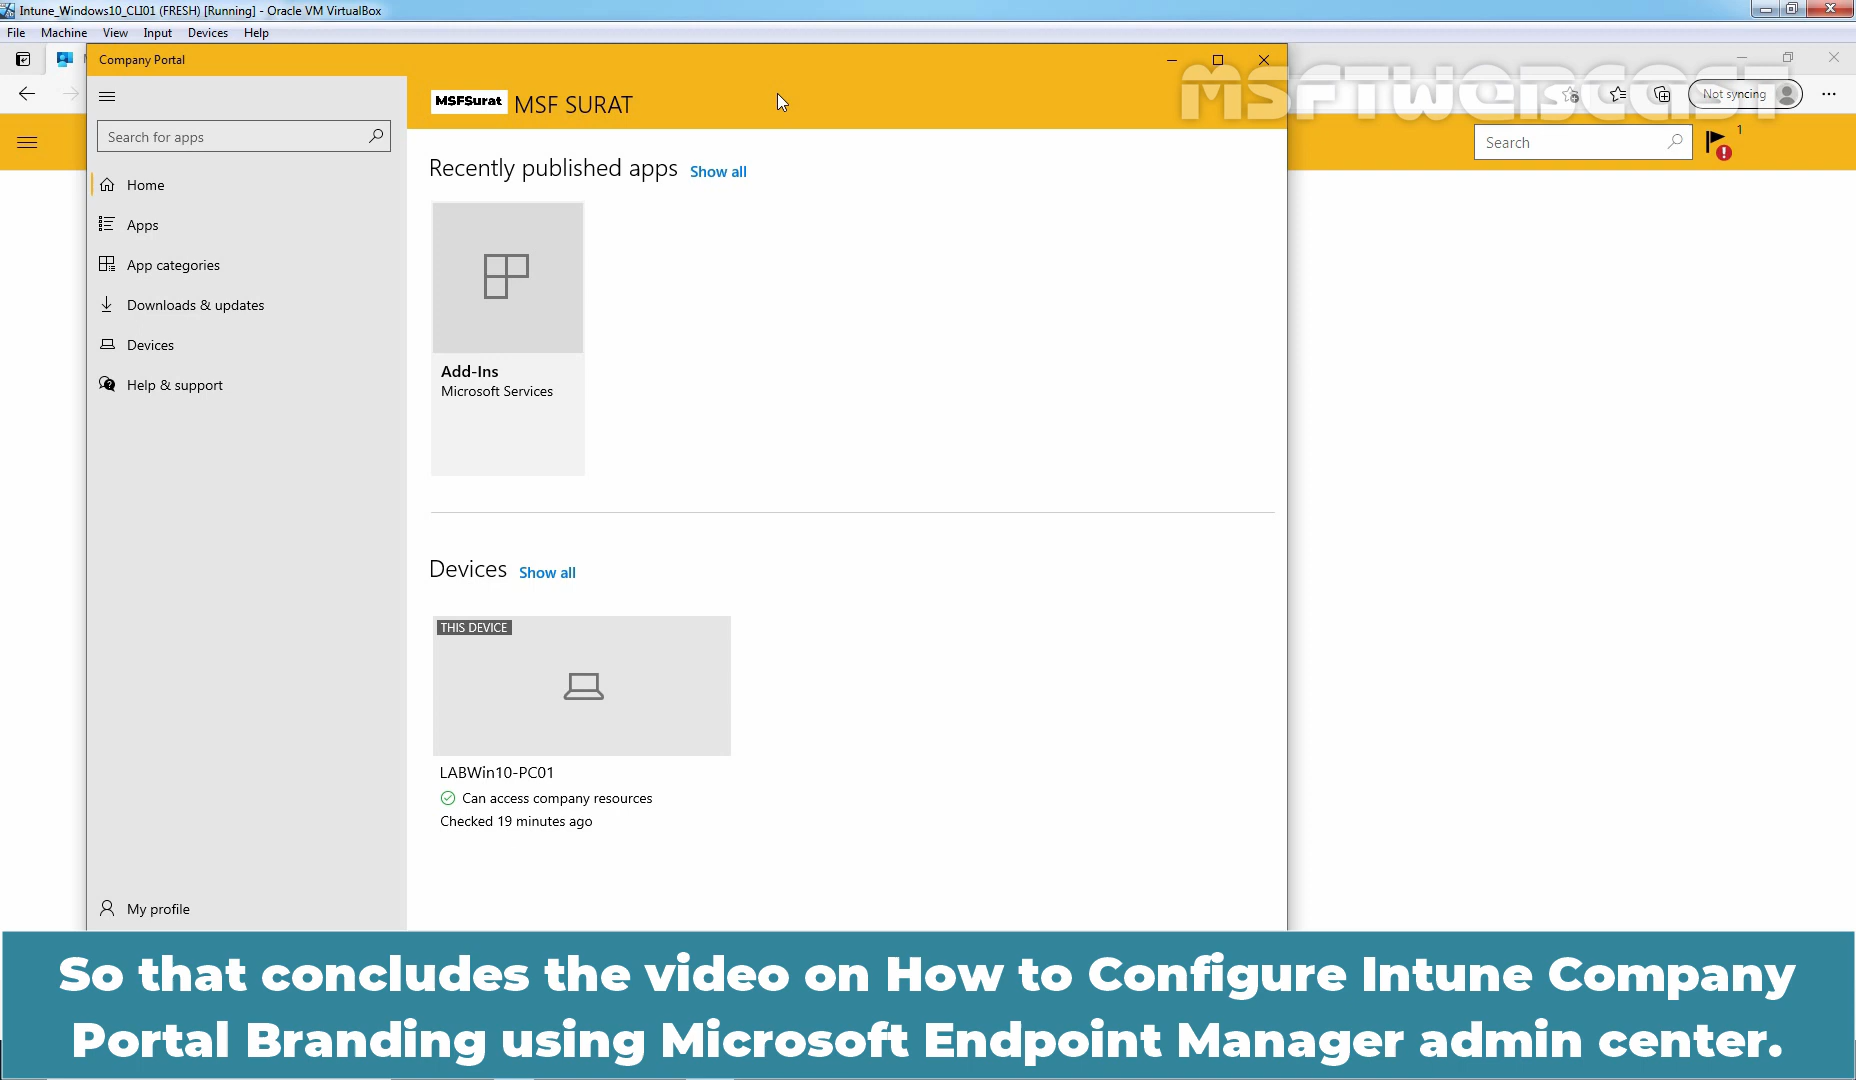 Intune_Windows10_CLI01 (FRESH) [Running] - Oracle VM VirtualBox
File Machine View Input Devices Help
Company Portal
MSFTWEBCAST
Not syncing
Search for apps
MSFSurat MSF SURAT
Search
1
Home
Apps
App categories
Downloads & updates
Devices
Help & support
My profile
Recently published apps Show all
Add-Ins
Microsoft Services
Devices Show all
THIS DEVICE
LABWin10-PC01
Can access company resources
Checked 19 minutes ago
So that concludes the video on How to Configure Intune Company
Portal Branding using Microsoft Endpoint Manager admin center.